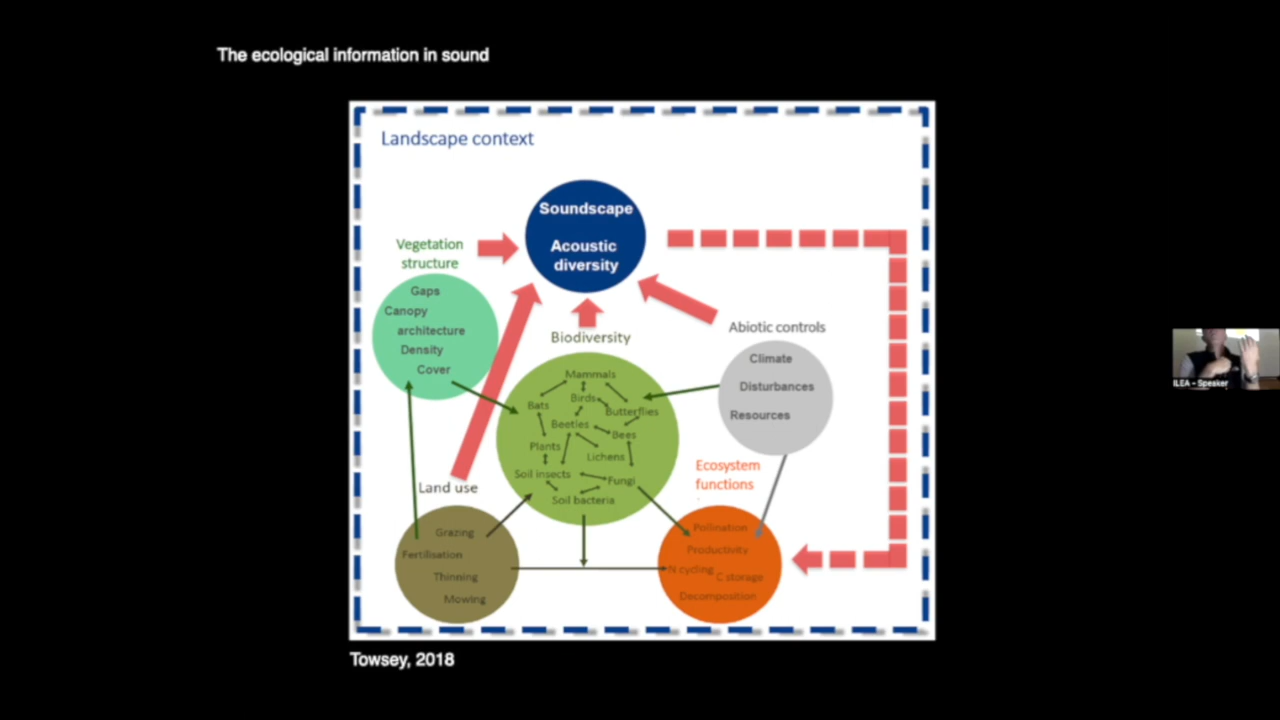 The ecological information in sound
Landscape context
Soundscape
Acoustic
diversity
Vegetation
structure
Gaps
Canopy
architecture
Density
Cover
Biodiversity
Mammals
Birds
Bats
Butterflies
Beetles
Bees
Plants
Lichens
Soil insects
Fungi
Soil bacteria
Abiotic controls
Climate
Disturbances
Resources
Land use
Grazing
Fertilisation
Thinning
Mowing
Ecosystem
functions
Pollination
Productivity
N cycling
C storage
Decomposition
Towsey, 2018
ILEA – Speaker